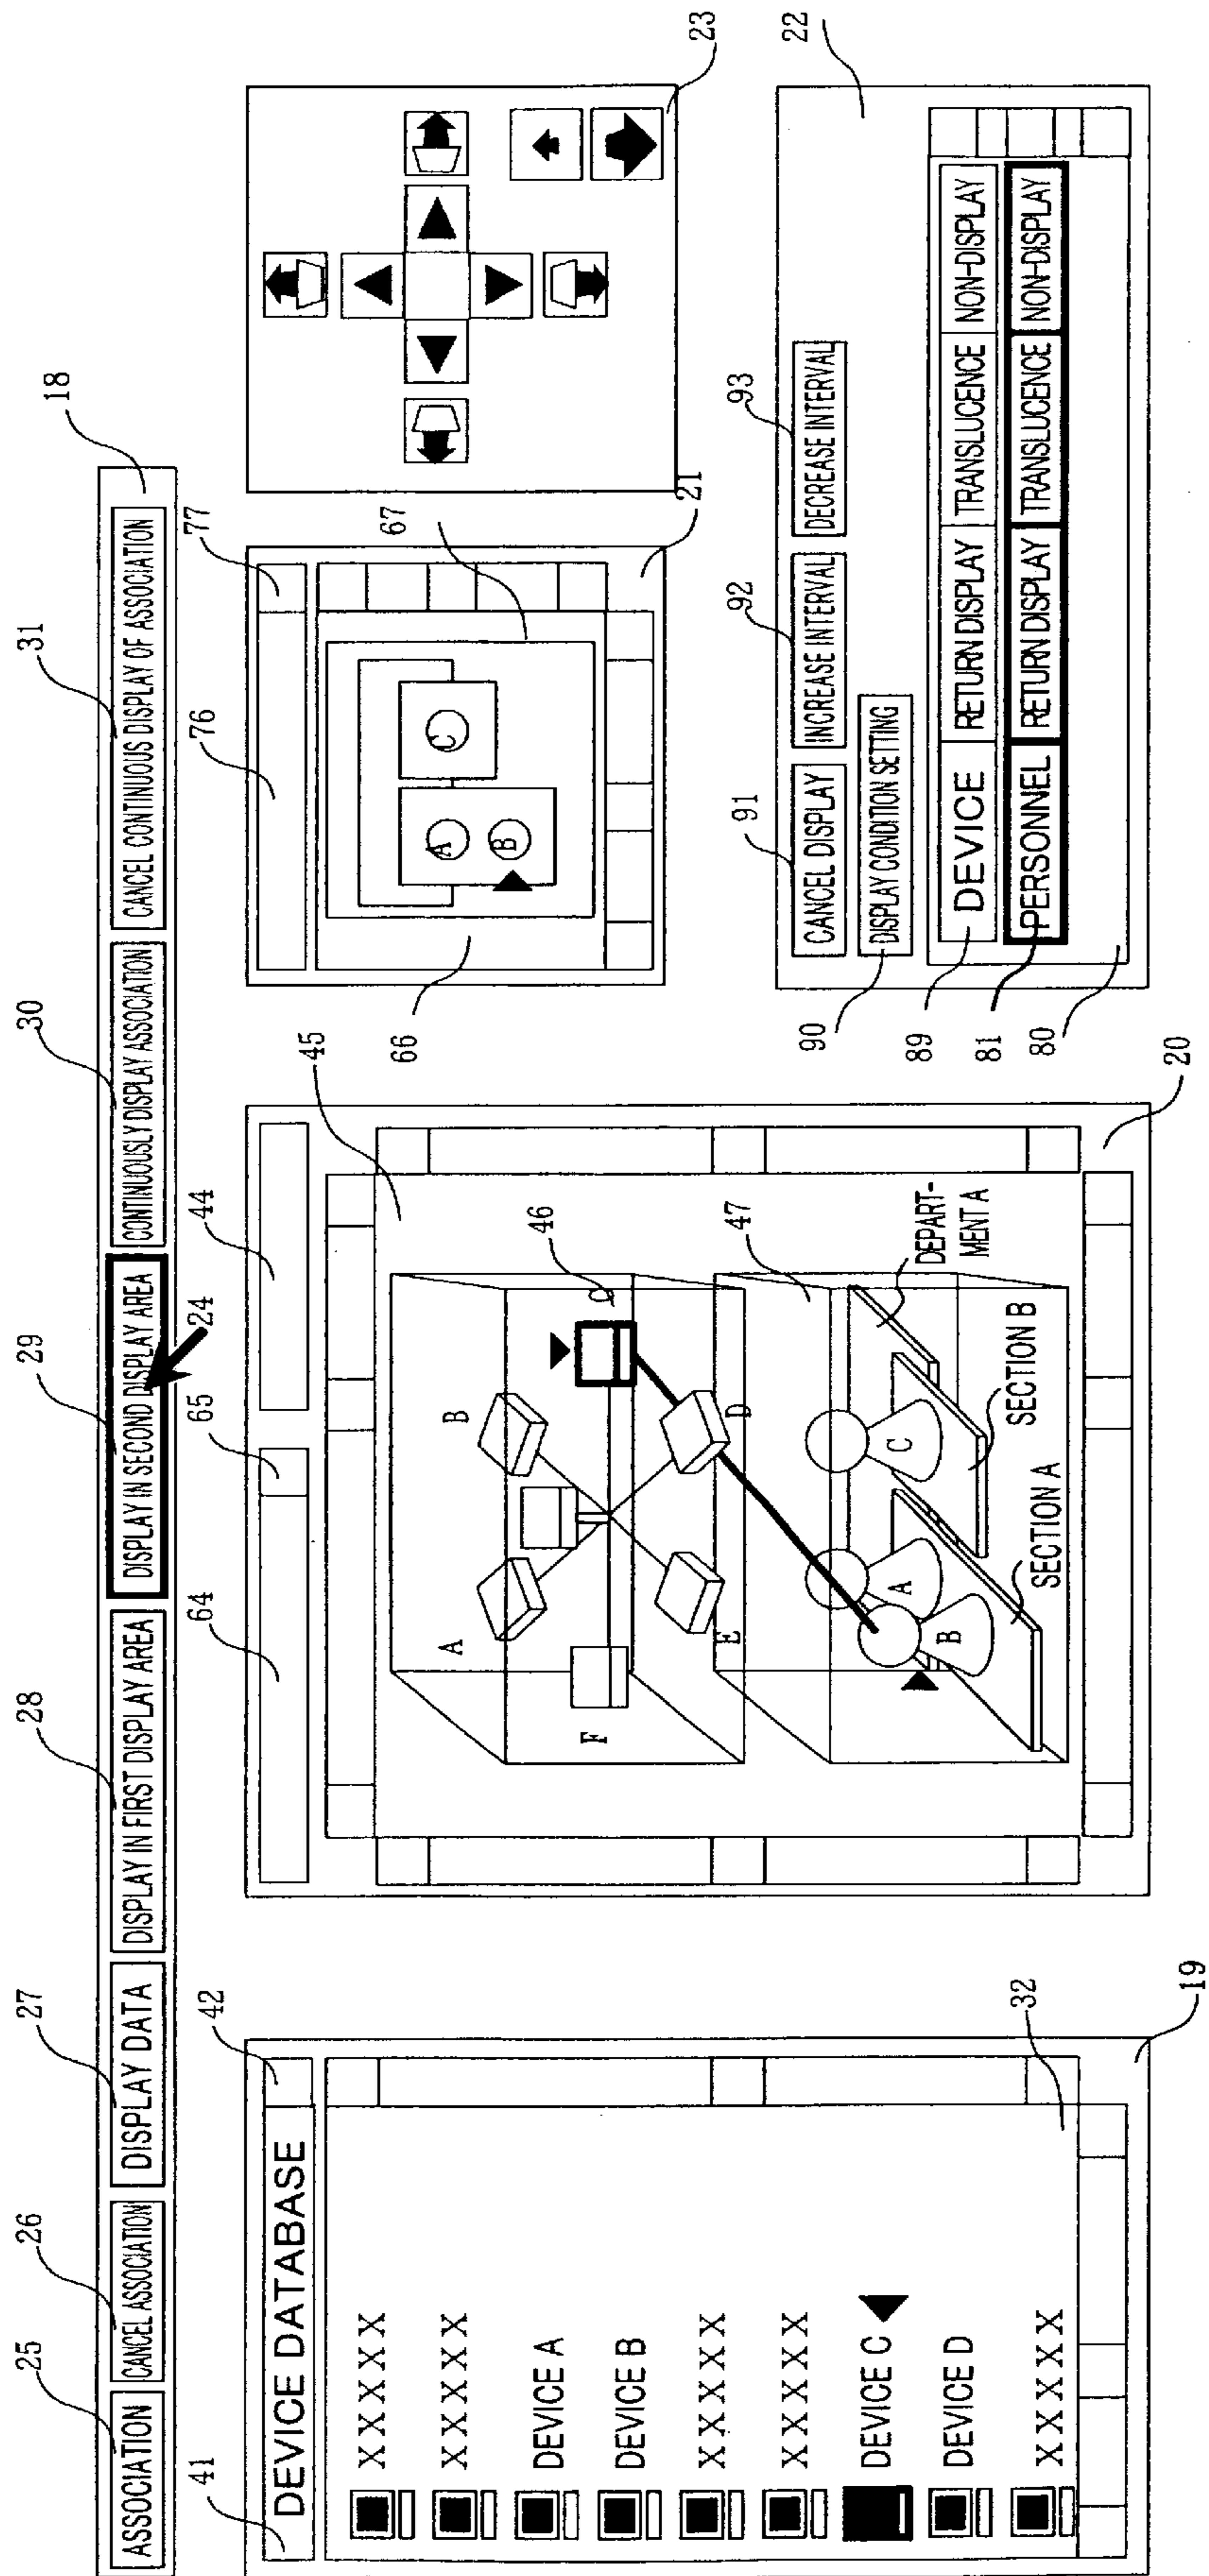 25
26
27
28
29
30
31
18
ASSOCIATION
CANCEL ASSOCIATION
DISPLAY DATA
DISPLAY IN FIRST DISPLAY AREA
DISPLAY IN SECOND DISPLAY AREA
CONTINUOUSLY DISPLAY ASSOCIATION
CANCEL CONTINUOUS DISPLAY OF ASSOCIATION
24
41
42
DEVICE DATABASE
XXXXX
XXXXX
DEVICE A
DEVICE B
XXXXX
XXXXX
DEVICE C
DEVICE D
XXXXX
32
19
64
65
44
45
A
B
C
D
E
F
46
47
A
B
C
DEPART-
MENT A
SECTION B
SECTION A
20
76
77
66
A
B
C
67
21
23
91
92
93
22
CANCEL DISPLAY
INCREASE INTERVAL
DECREASE INTERVAL
90
DISPLAY CONDITION SETTING
89
DEVICE
RETURN DISPLAY
TRANSLUCENCE
NON-DISPLAY
81
PERSONNEL
RETURN DISPLAY
TRANSLUCENCE
NON-DISPLAY
80